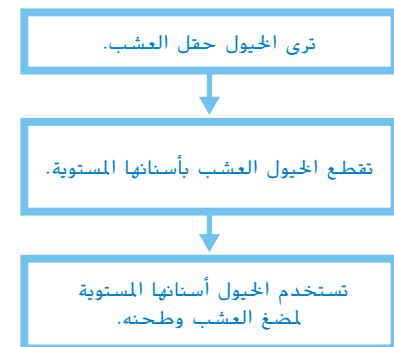 ترى الخيول حقل العشب.
تقطع الخيول العشب بأسنانها المستوية.
تستخدم الخيول أسنانها المستوية
لمضغ العشب وطحنه.